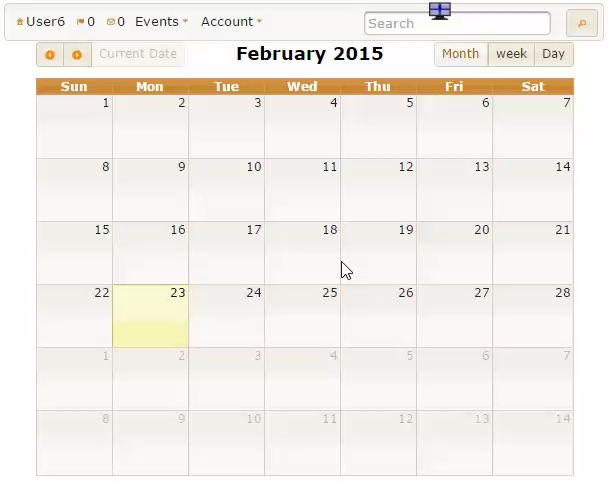 User6 0 0 Events Account Search
Current Date February 2015 Month week Day
Sun Mon Tue Wed Thu Fri Sat
1 2 3 4 5 6 7
8 9 10 11 12 13 14
15 16 17 18 19 20 21
22 23 24 25 26 27 28
1 2 3 4 5 6 7
8 9 10 11 12 13 14